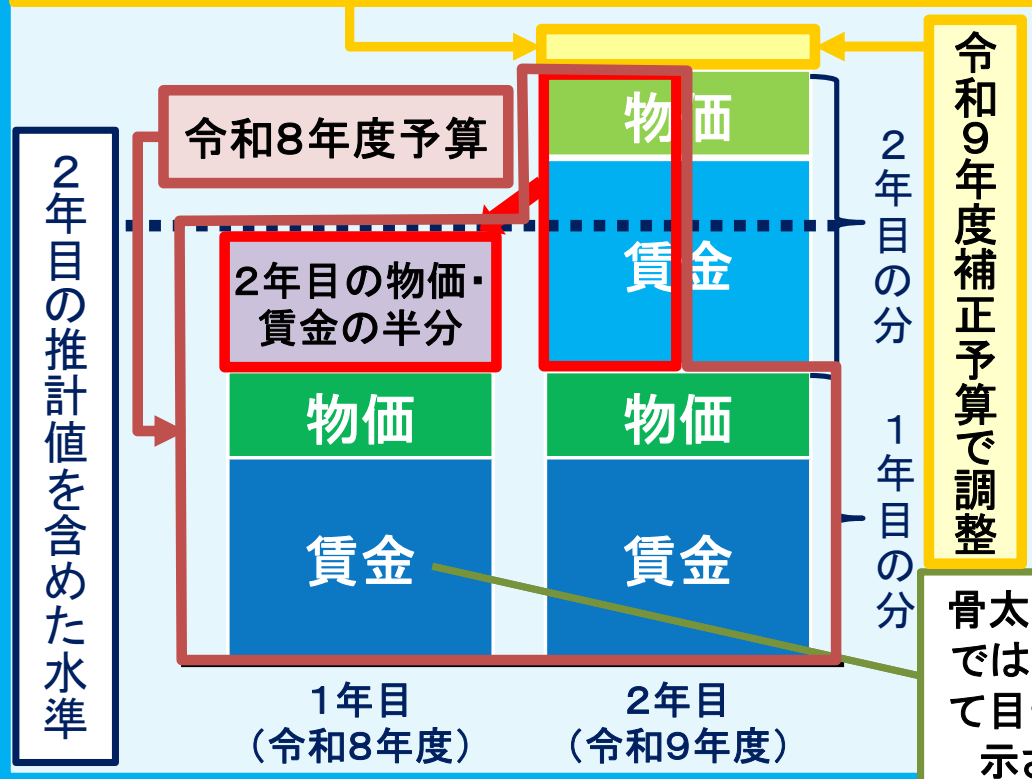 令和8年度予算
2年目の推計値を含めた水準
2年目の物価・
賃金の半分
物価
賃金
物価
賃金
物価
賃金
2年目の分
1年目の分
令和9年度補正予算で調整
骨太
では
て目
示
1年目
(令和8年度)
2年目
(令和9年度)